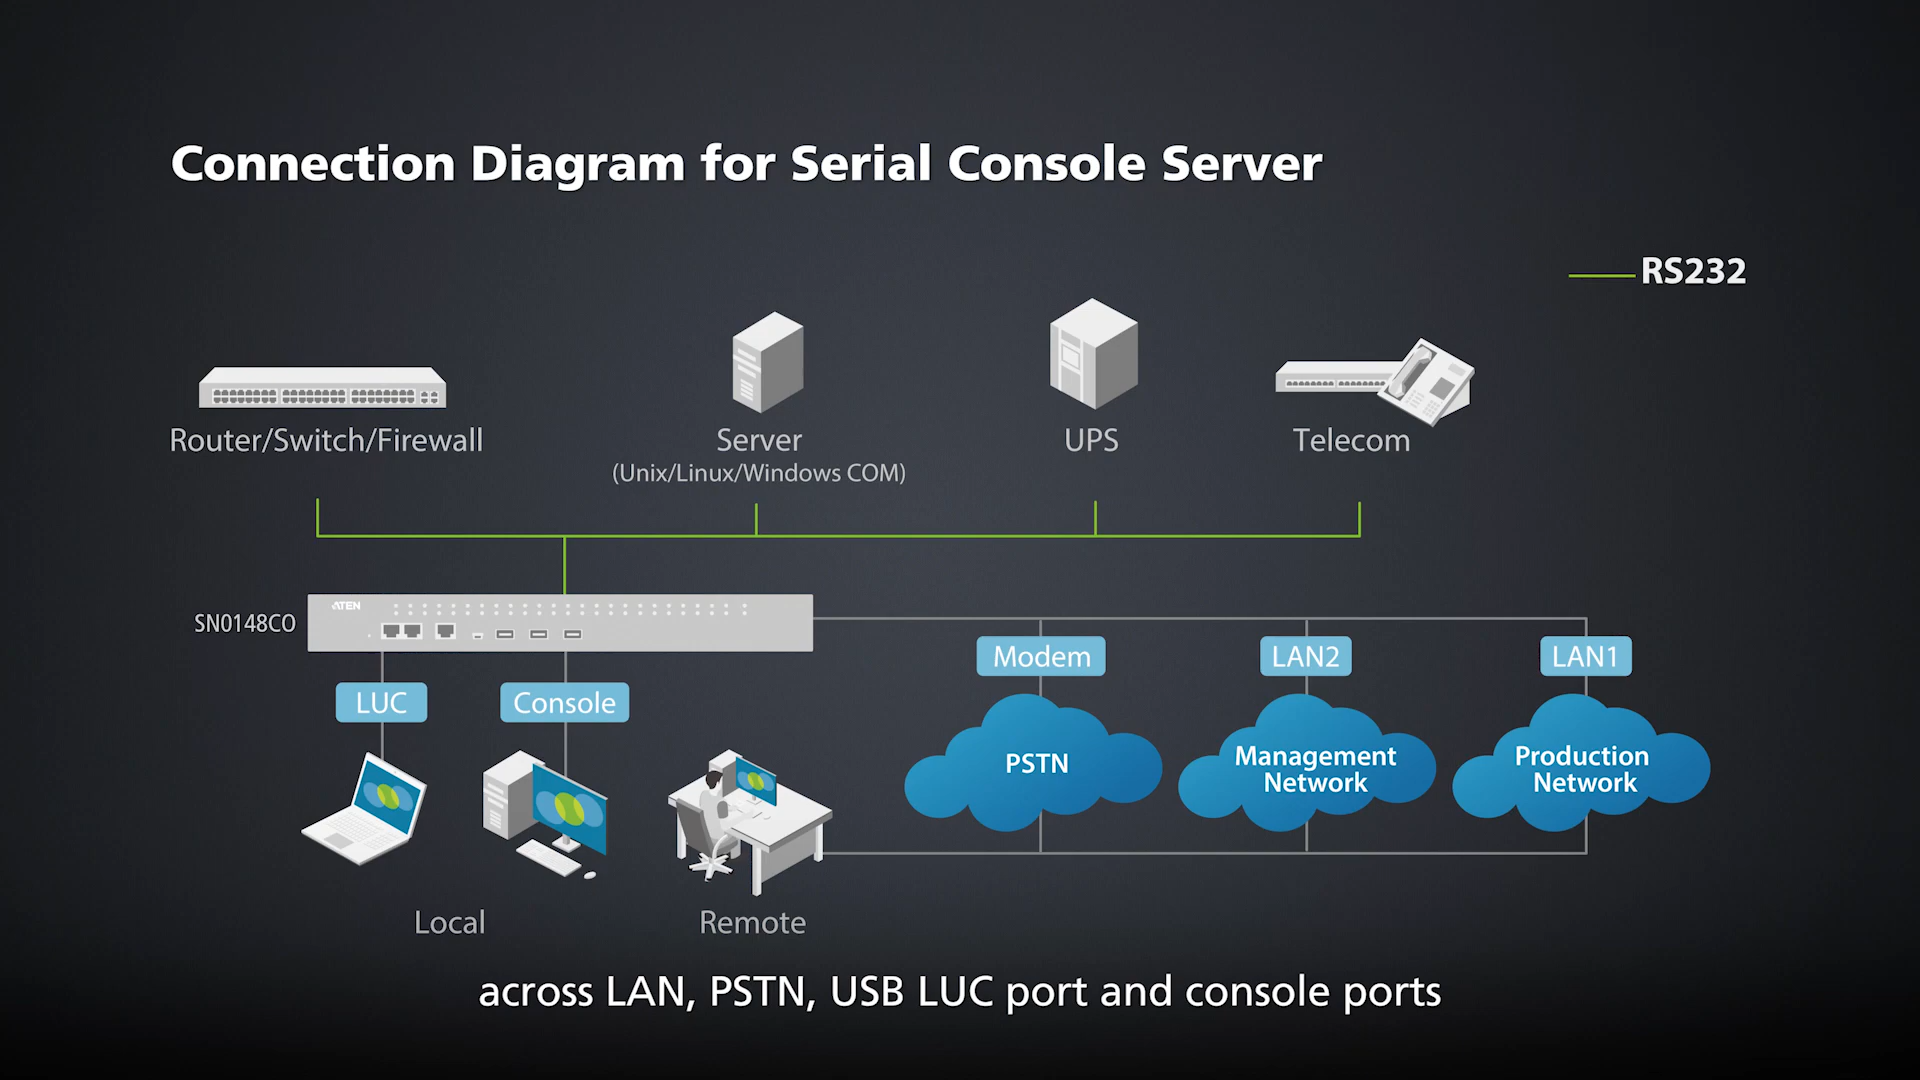 Connection Diagram for Serial Console Server
RS232
Router/Switch/Firewall
Server
(Unix/Linux/Windows COM)
UPS
Telecom
SN0148CO
ATEN
LUC
Console
Modem
LAN2
LAN1
PSTN
Management
Network
Production
Network
Local
Remote
across LAN, PSTN, USB LUC port and console ports